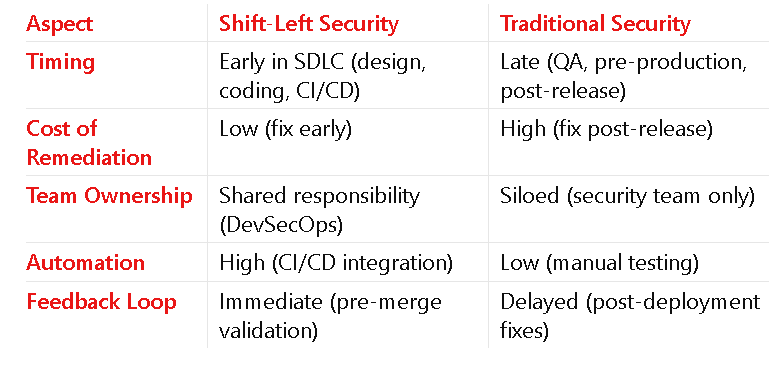 Aspect Shift-Left Security Traditional Security
Timing Early in SDLC (design, Late (QA, pre-production,
coding, CI/CD) post-release)
Cost of Low (fix early) High (fix post-release)
Remediation
Team Ownership Shared responsibility Siloed (security team only)
(DevSecOps)
Automation High (CI/CD integration) Low (manual testing)
Feedback Loop Immediate (pre-merge Delayed (post-deployment
validation) fixes)